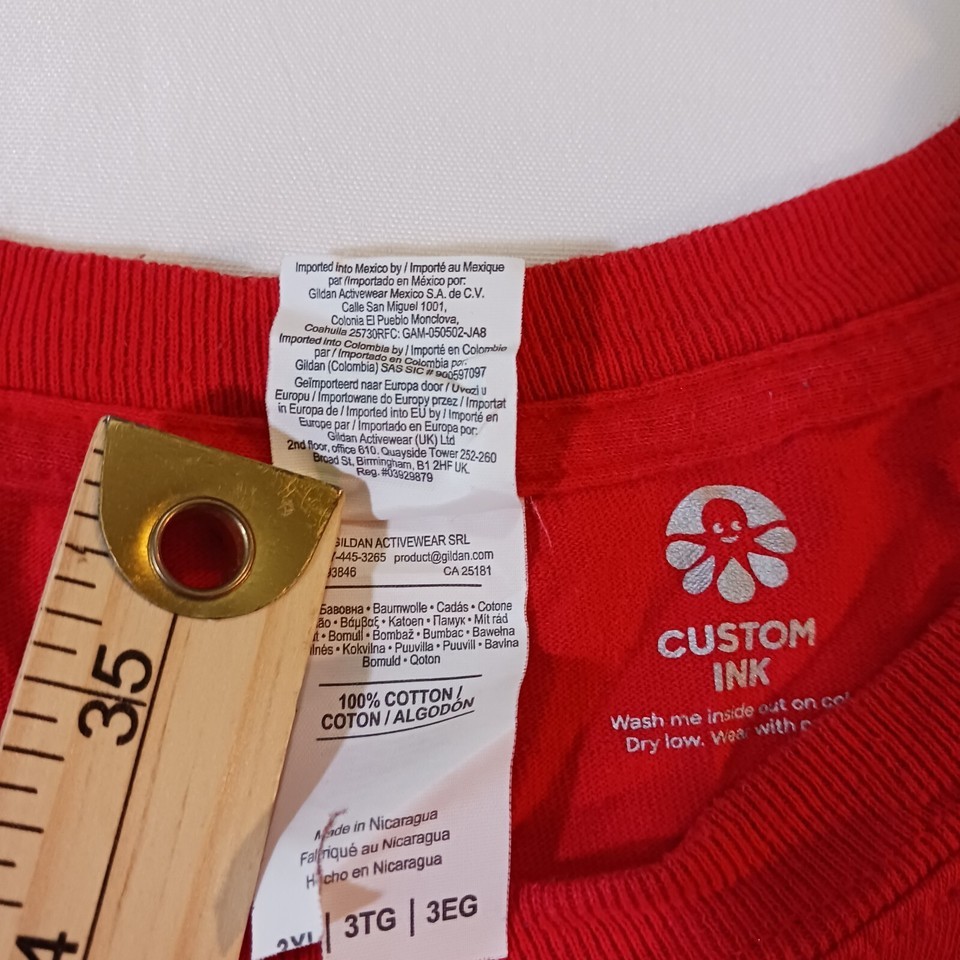 Imported into Mexico by / Importé au Mexique
par /Importado en México por:
Gildan Activewear Mexico S.A. de C.V.
Calle San Miguel 1001,
Colonia El Pueblo Monclova,
Coahuila 25730RFC: GAM-050502-JA8
Imported into Colombia by / Importé en Colombie
par / Importado en Colombia por:
Gildan (Colombia) SAS SIC # 900597097
Geïmporteerd naar Europa door / Uvozi u
Europu / Importowane do Europy przez / Importat
in Europa de / Imported into EU by / Importé en
Europe par / Importado en Europa por:
Gildan Activewear (UK) Ltd
2nd floor, office 610, Quayside Tower 252-260
Broad St, Birmingham, B1 2HF UK.
Reg. #03929879
GILDAN ACTIVEWEAR SRL
-445-3265 product@gildan.com
93846 CA 25181
Бавовна • Baumwolle • Cadás • Cotone
ão • Βάμβαξ • Katoen • Памук • Mít rád
t • Bomull • Bombaž • Bumbac • Bawełna
lnés • Kokvilna • Puuvilla • Puuvill • Bavlna
Bomuld • Qoton
100% COTTON /
COTON / ALGODÓN
Made in Nicaragua
Fabriqué au Nicaragua
Hecho en Nicaragua
| 3TG | 3EG
CUSTOM
INK
Wash me inside out on
Dry low. Wear with
35
4